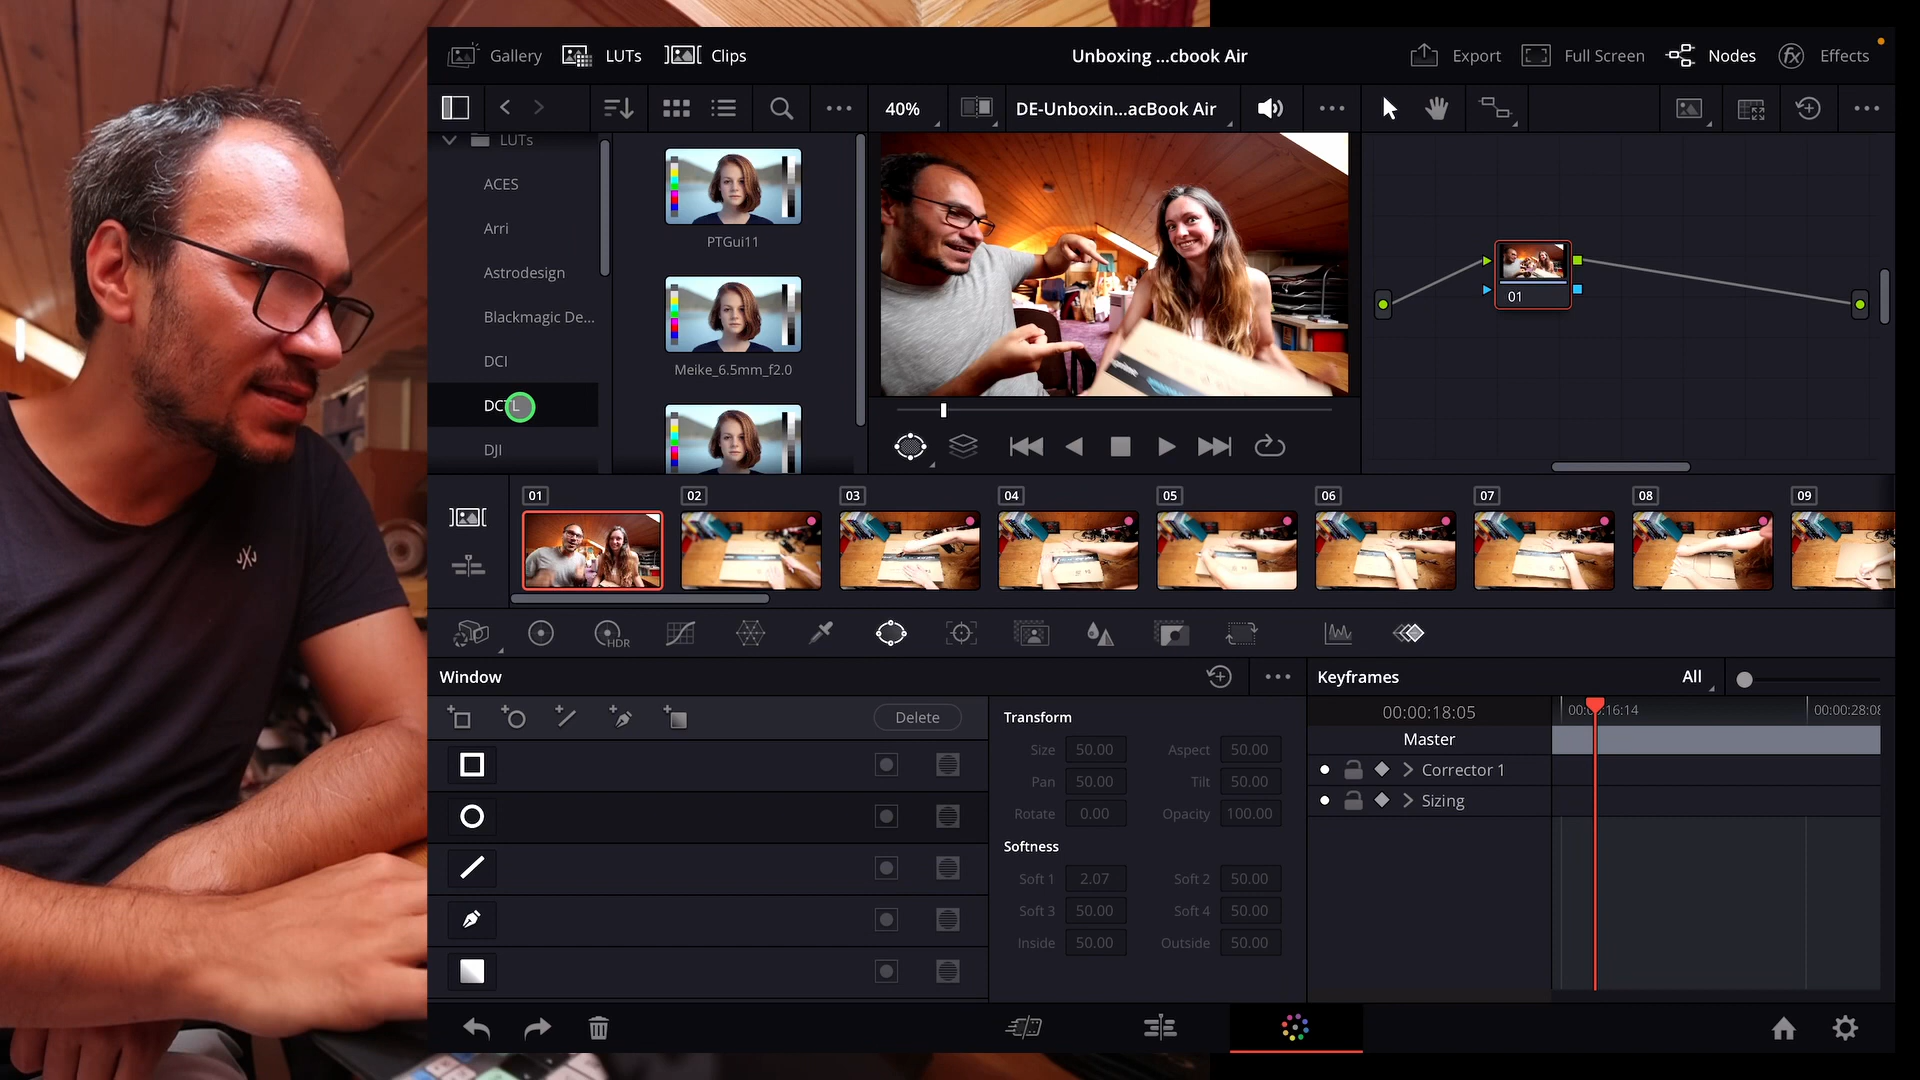 Gallery LUTs Clips Unboxing ...cbook Air Export Full Screen Nodes Effects
40% DE-Unboxin...acBook Air
LUTs
ACES
Arri
Astrodesign
Blackmagic De...
DCI
DCTL
DJI
PTGui11
Meike_6.5mm_f2.0
01
01 02 03 04 05 06 07 08 09
HDR
Window
Delete
Transform
Size 50.00 Aspect 50.00
Pan 50.00 Tilt 50.00
Rotate 0.00 Opacity 100.00
Softness
Soft 1 2.07 Soft 2 50.00
Soft 3 50.00 Soft 4 50.00
Inside 50.00 Outside 50.00
Keyframes All
00:00:18:05 16:14 00:00:28:08
Master
Corrector 1
Sizing